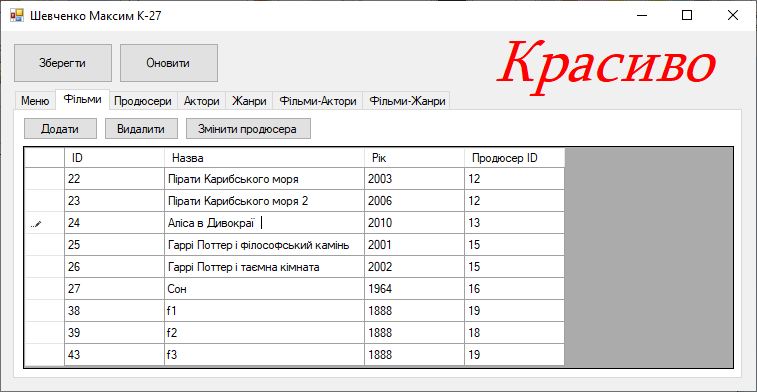 Шевченко Максим К-27
Зберегти Оновити Красиво
Меню Фільми Продюсери Актори Жанри Фільми-Актори Фільми-Жанри
Додати Видалити Змінити продюсера
ID Назва Рік Продюсер ID
22 Пірати Карибського моря 2003 12
23 Пірати Карибського моря 2 2006 12
24 Аліса в Дивокраї 2010 13
25 Гаррі Поттер і філософський камінь 2001 15
26 Гаррі Поттер і таємна кімната 2002 15
27 Сон 1964 16
38 f1 1888 19
39 f2 1888 18
43 f3 1888 19